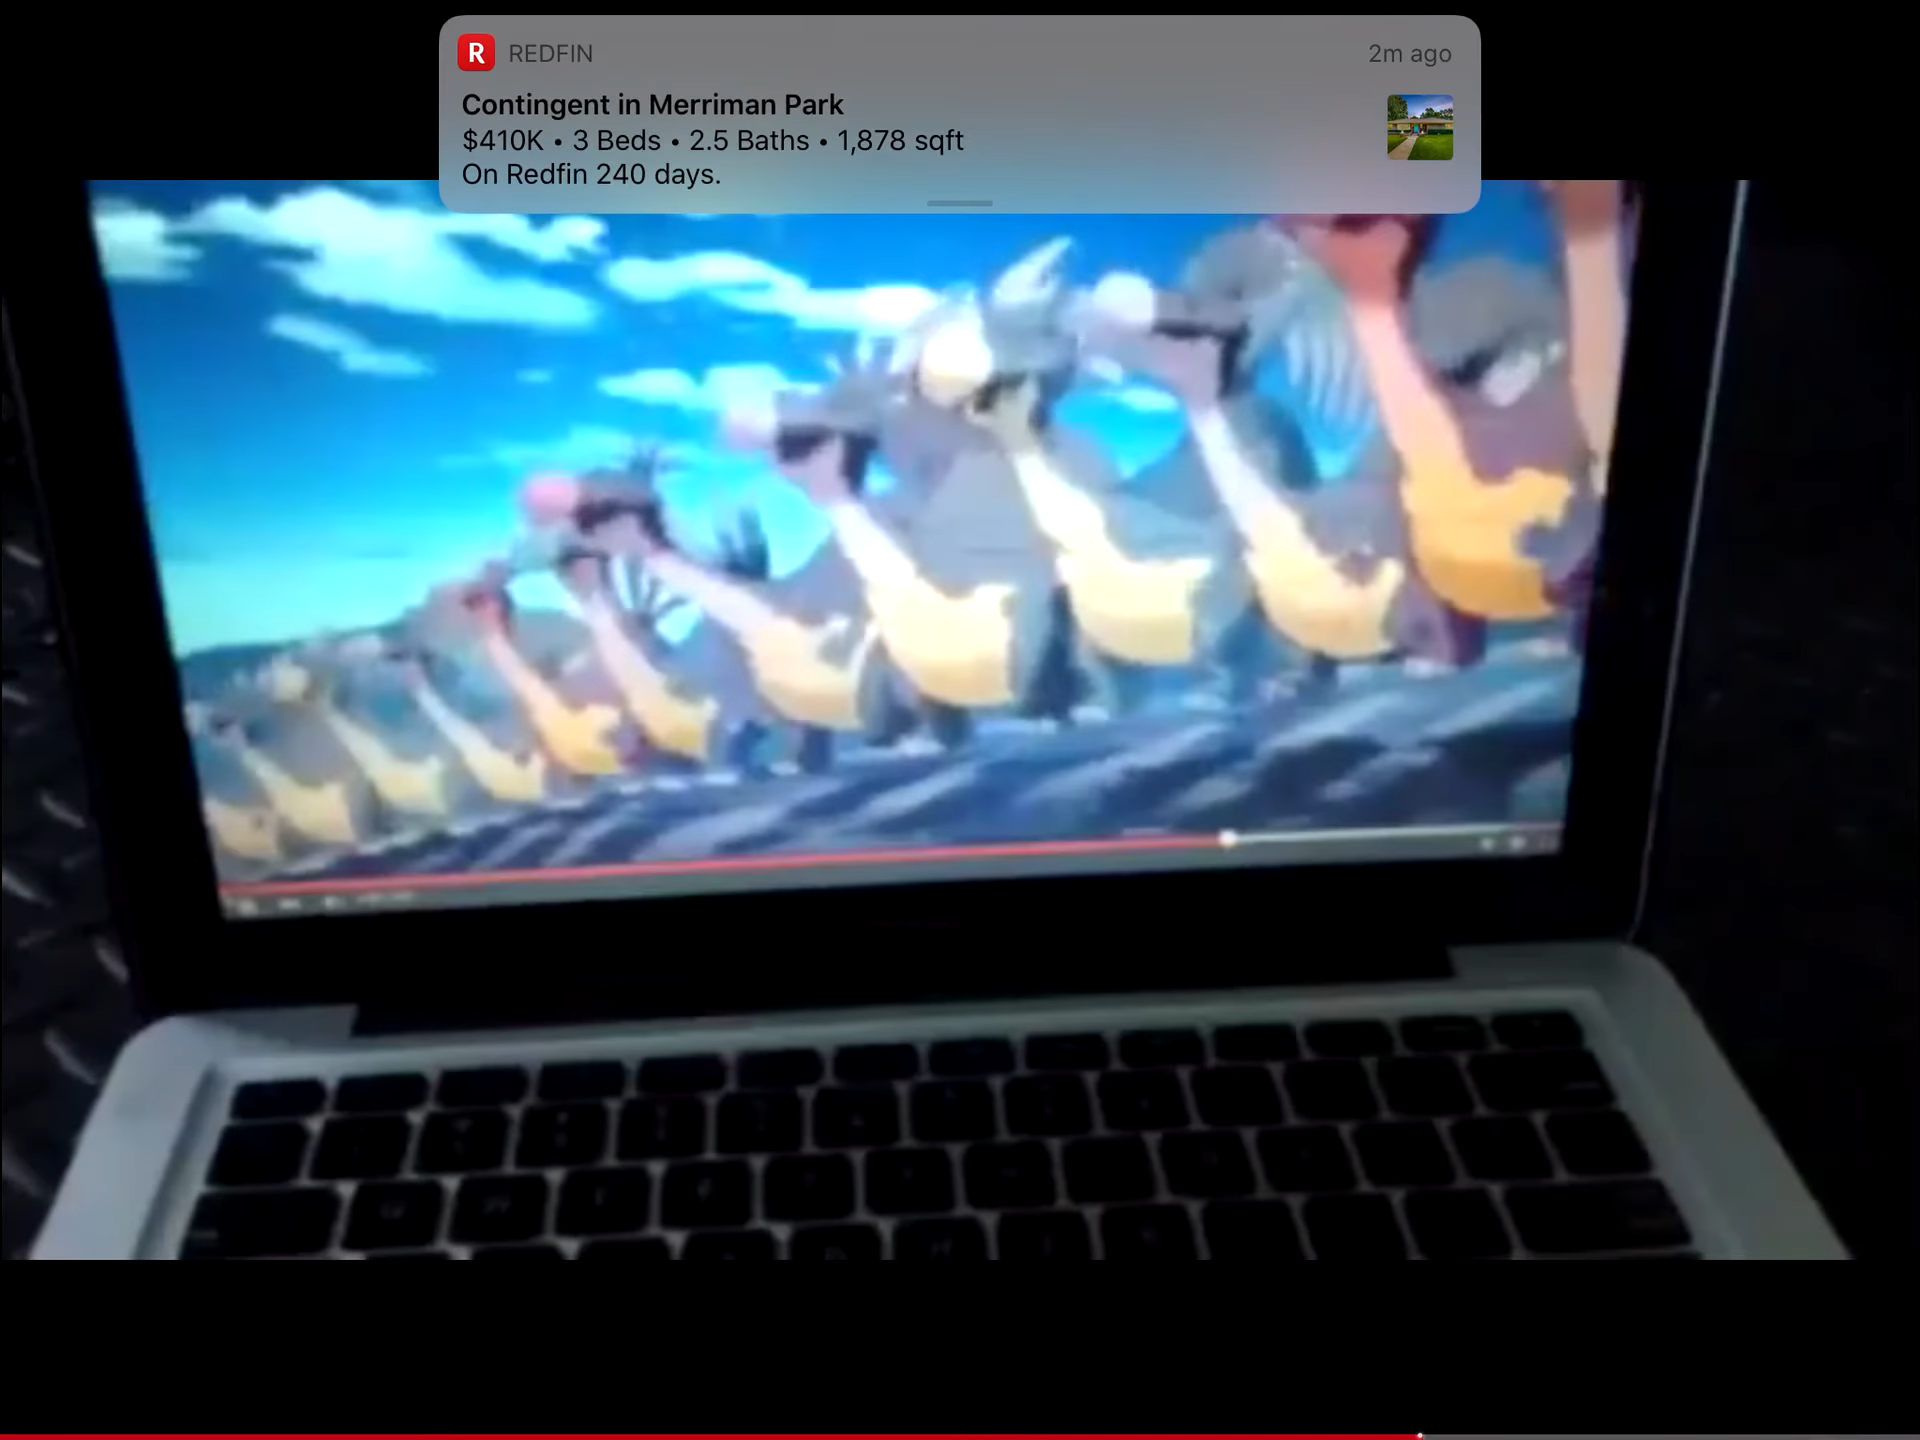 R REDFIN 2m ago
Contingent in Merriman Park
$410K • 3 Beds • 2.5 Baths • 1,878 sqft
On Redfin 240 days.